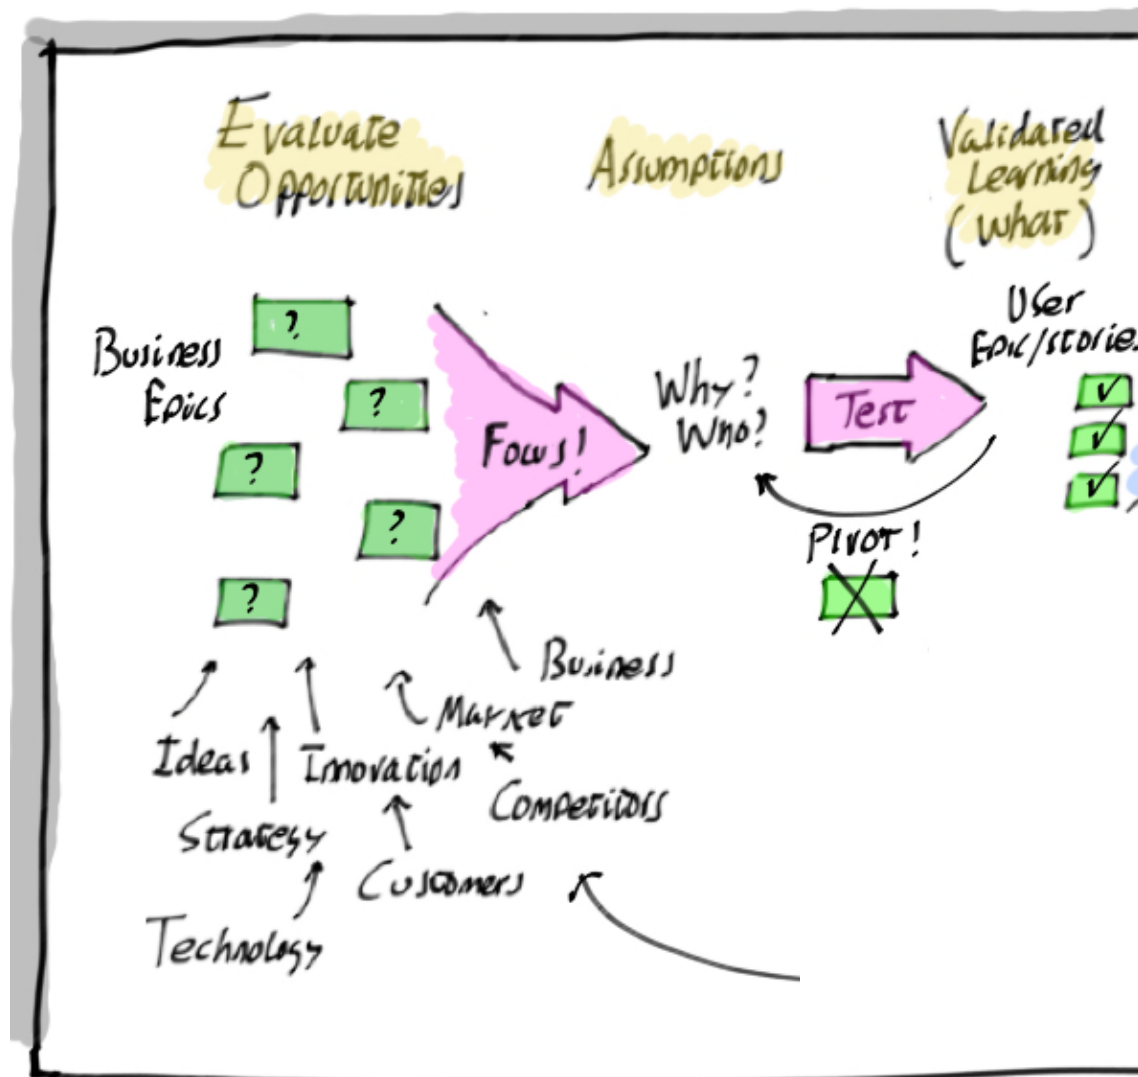 Evaluate
Opportunities
Assumptions
Validated
Learning
(What)
Business
Epics
?
?
?
?
?
Focus!
Why?
Who?
Test
User
Epic/stories
Pivot!
Business
Market
Ideas
Innovation
Competitors
Strategy
Customers
Technology